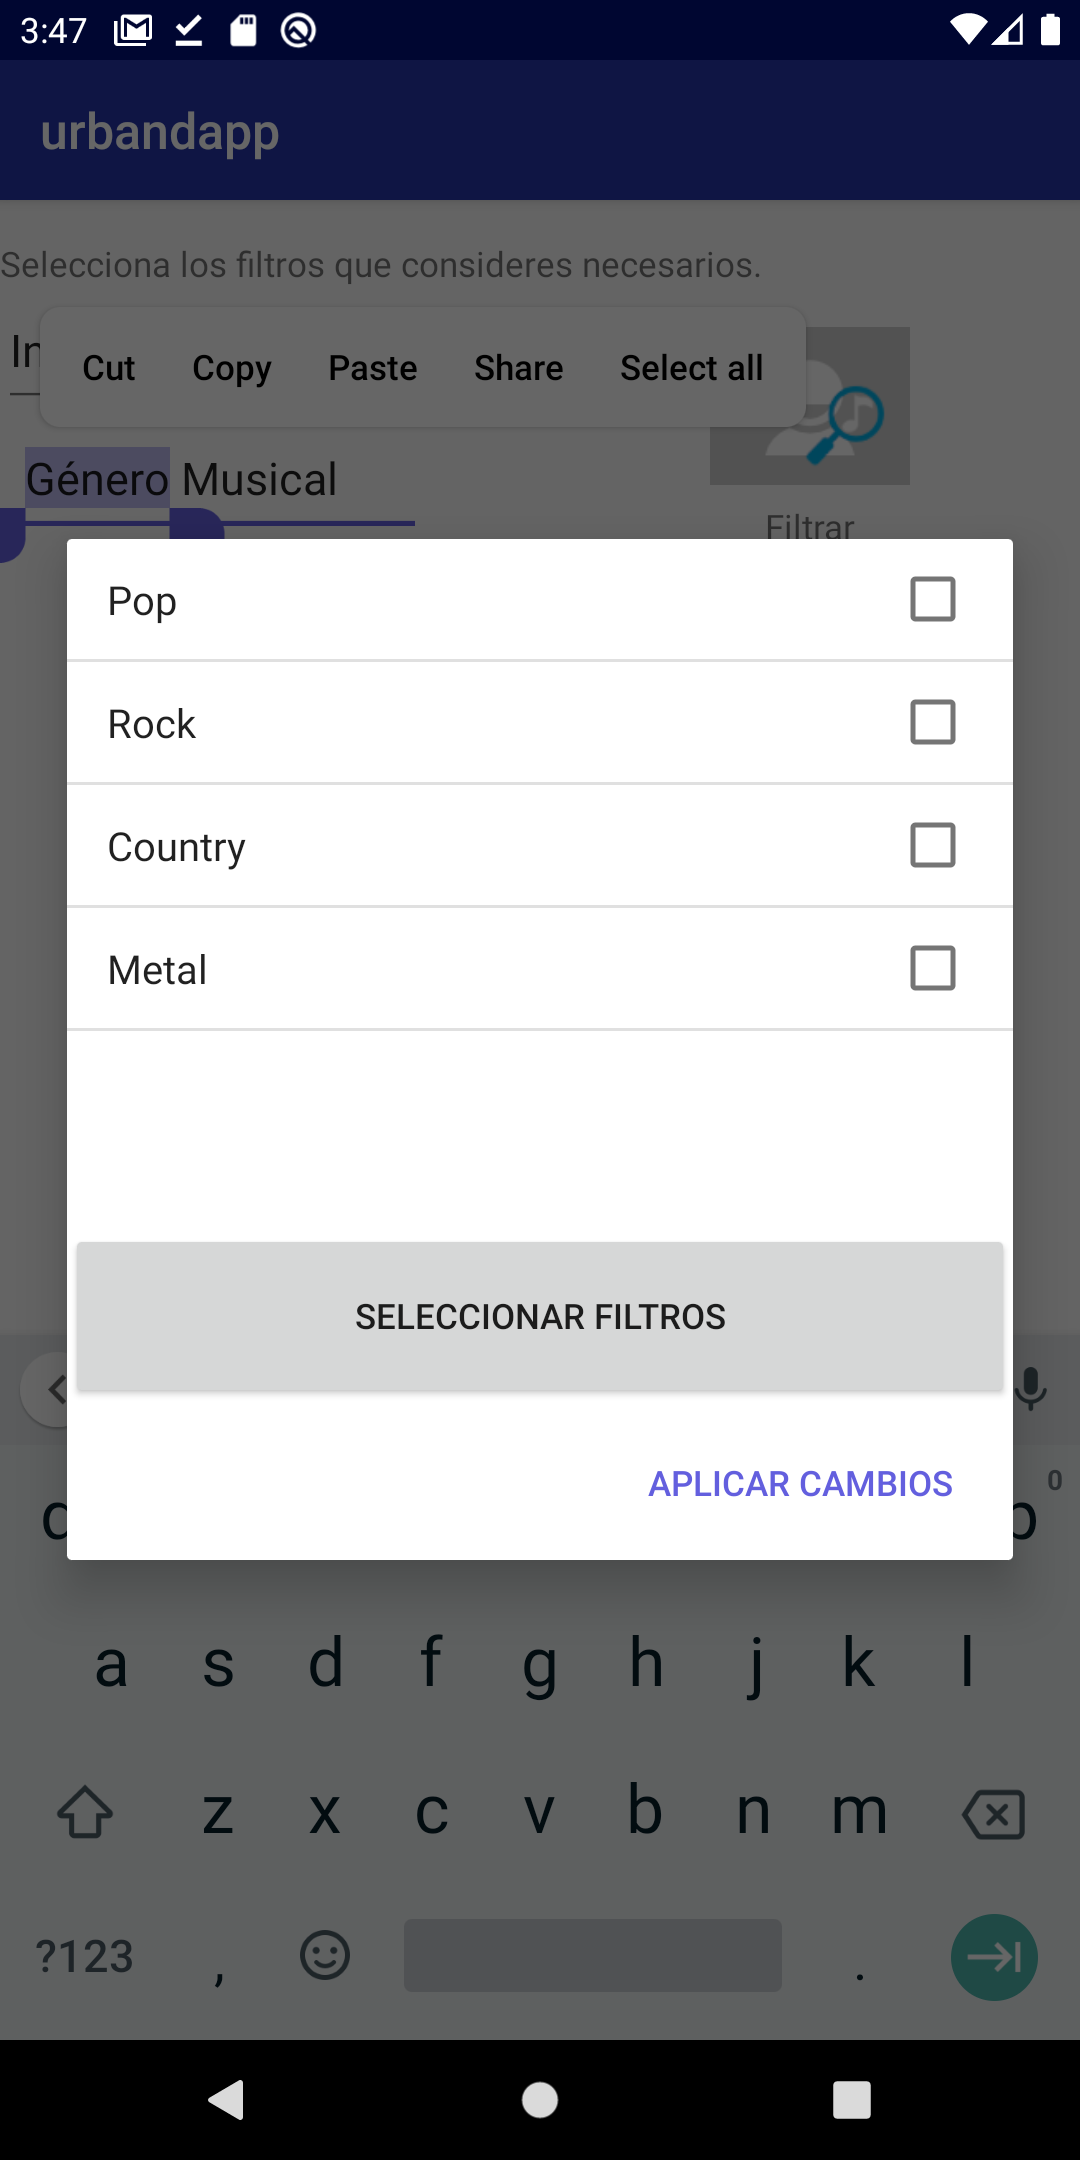 3:47
urbandapp
Selecciona los filtros que consideres necesarios.
In
Cut Copy Paste Share Select all
Género Musical
Filtrar
Pop
Rock
Country
Metal
SELECCIONAR FILTROS
APLICAR CAMBIOS
0
a s d f g h j k l
z x c v b n m
?123 , .